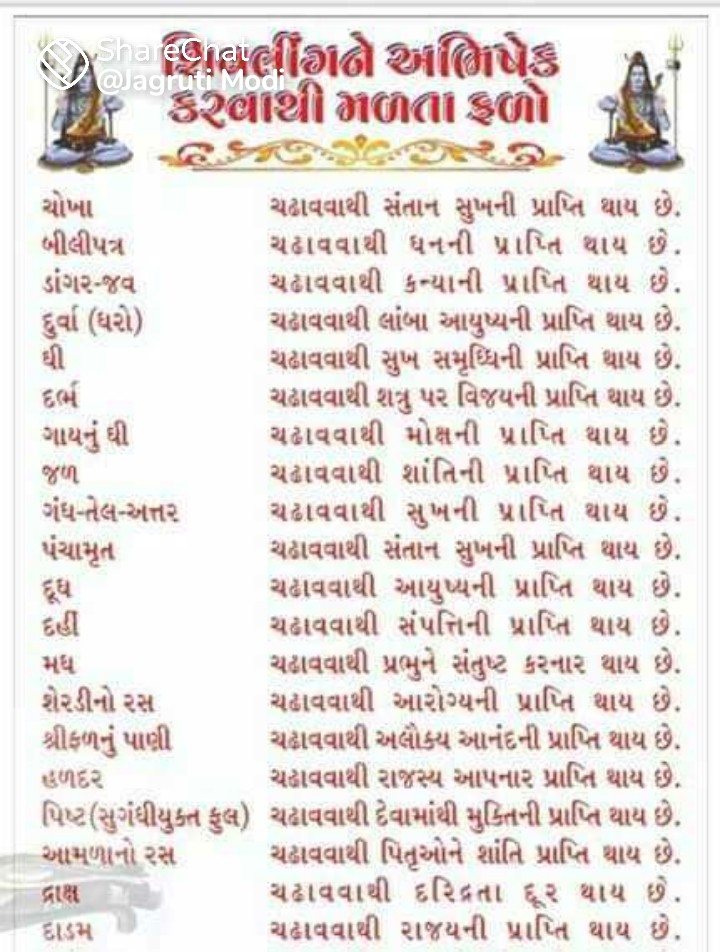 ShareChat
@Jagruti Modi
શિવલીંગને અભિષેક
કરવાથી મળતા ફળો
ચોખા ચઢાવવાથી સંતાન સુખની પ્રાપ્તિ થાય છે.
બીલીપત્ર ચઢાવવાથી ધનની પ્રાપ્તિ થાય છે.
ડાંગર-જવ ચઢાવવાથી કન્યાની પ્રાપ્તિ થાય છે.
દુર્વા (ધરો) ચઢાવવાથી લાંબા આયુષ્યની પ્રાપ્તિ થાય છે.
ઘી ચઢાવવાથી સુખ સમૃધ્ધિની પ્રાપ્તિ થાય છે.
દર્ભ ચઢાવવાથી શત્રુ પર વિજયની પ્રાપ્તિ થાય છે.
ગાયનું ઘી ચઢાવવાથી મોક્ષની પ્રાપ્તિ થાય છે.
જળ ચઢાવવાથી શાંતિની પ્રાપ્તિ થાય છે.
ગંધ-તેલ-અત્તર ચઢાવવાથી સુખની પ્રાપ્તિ થાય છે.
પંચામૃત ચઢાવવાથી સંતાન સુખની પ્રાપ્તિ થાય છે.
દૂધ ચઢાવવાથી આયુષ્યની પ્રાપ્તિ થાય છે.
દહીં ચઢાવવાથી સંપત્તિની પ્રાપ્તિ થાય છે.
મધ ચઢાવવાથી પ્રભુને સંતુષ્ટ કરનાર થાય છે.
શેરડીનો રસ ચઢાવવાથી આરોગ્યની પ્રાપ્તિ થાય છે.
શ્રીફળનું પાણી ચઢાવવાથી અલૌક્ય આનંદની પ્રાપ્તિ થાય છે.
હળદર ચઢાવવાથી રાજસ્ય આપનાર પ્રાપ્તિ થાય છે.
પિષ્ટ(સુગંધીયુક્ત ફુલ) ચઢાવવાથી દેવામાંથી મુક્તિની પ્રાપ્તિ થાય છે.
આમળાનો રસ ચઢાવવાથી પિતૃઓને શાંતિ પ્રાપ્તિ થાય છે.
દ્રાક્ષ ચઢાવવાથી દરિદ્રતા દૂર થાય છે.
દાડમ ચઢાવવાથી રાજયની પ્રાપ્તિ થાય છે.